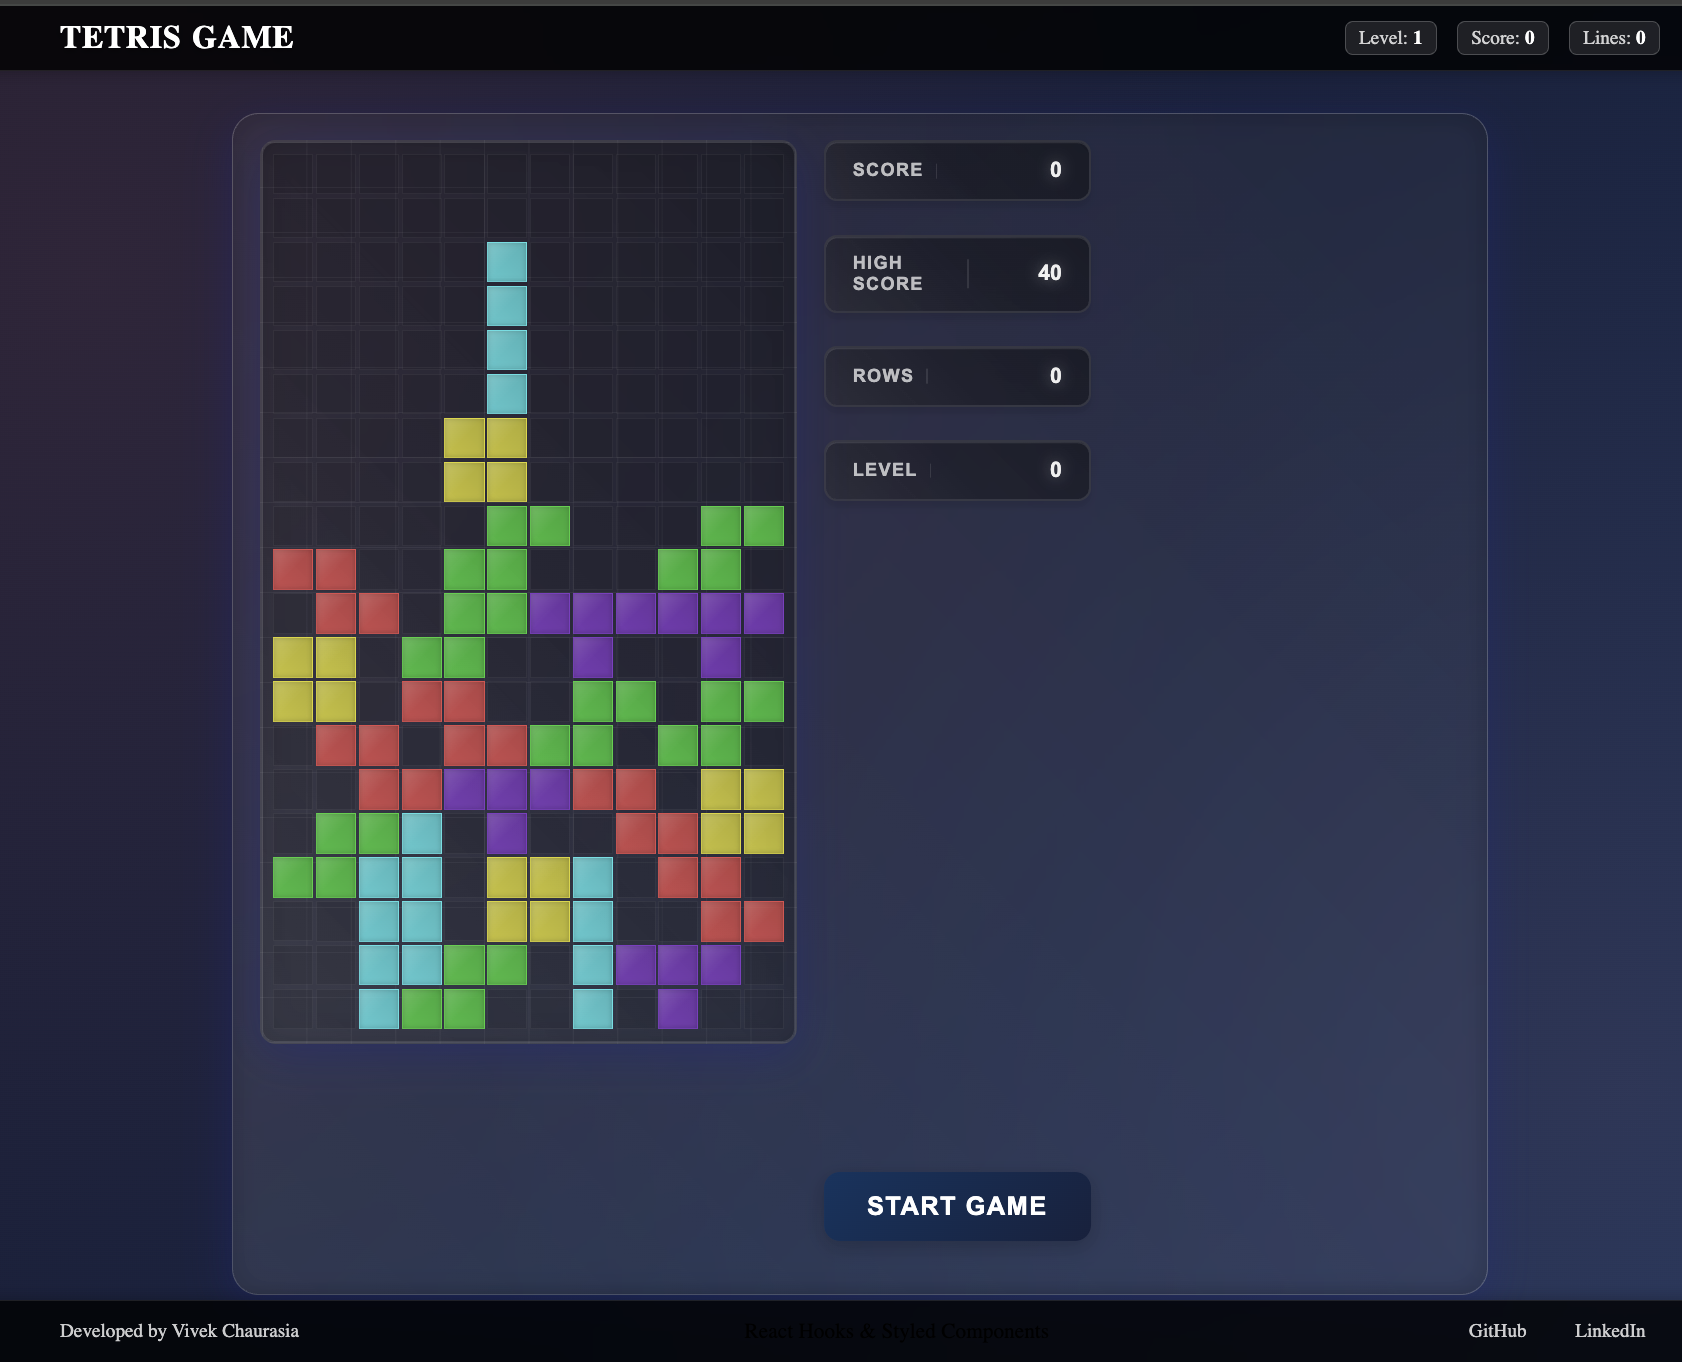 TETRIS GAME
Level: 1
Score: 0
Lines: 0
SCORE 0
HIGH SCORE 40
ROWS 0
LEVEL 0
START GAME
Developed by Vivek Chaurasia
React Hooks & Styled Components
GitHub
LinkedIn